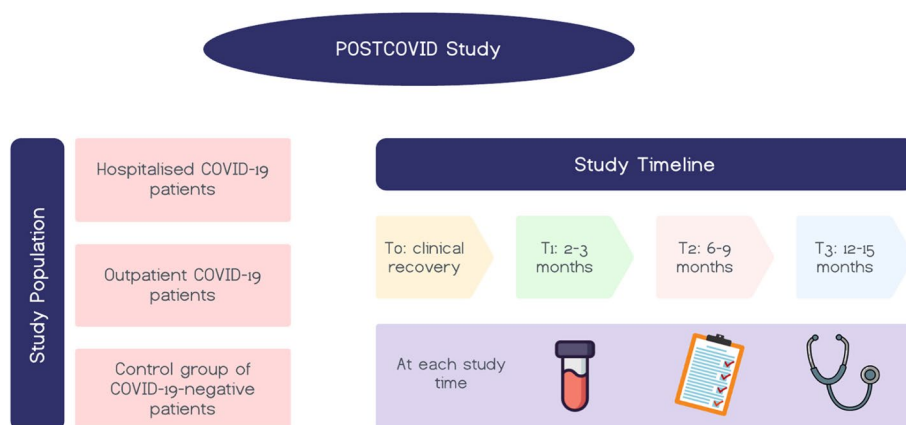 POSTCOVID Study
Study Population
Hospitalised COVID-19
patients
Outpatient COVID-19
patients
Control group of
COVID-19-negative
patients
Study Timeline
T0: clinical
recovery
T1: 2-3
months
T2: 6-9
months
T3: 12-15
months
At each study
time